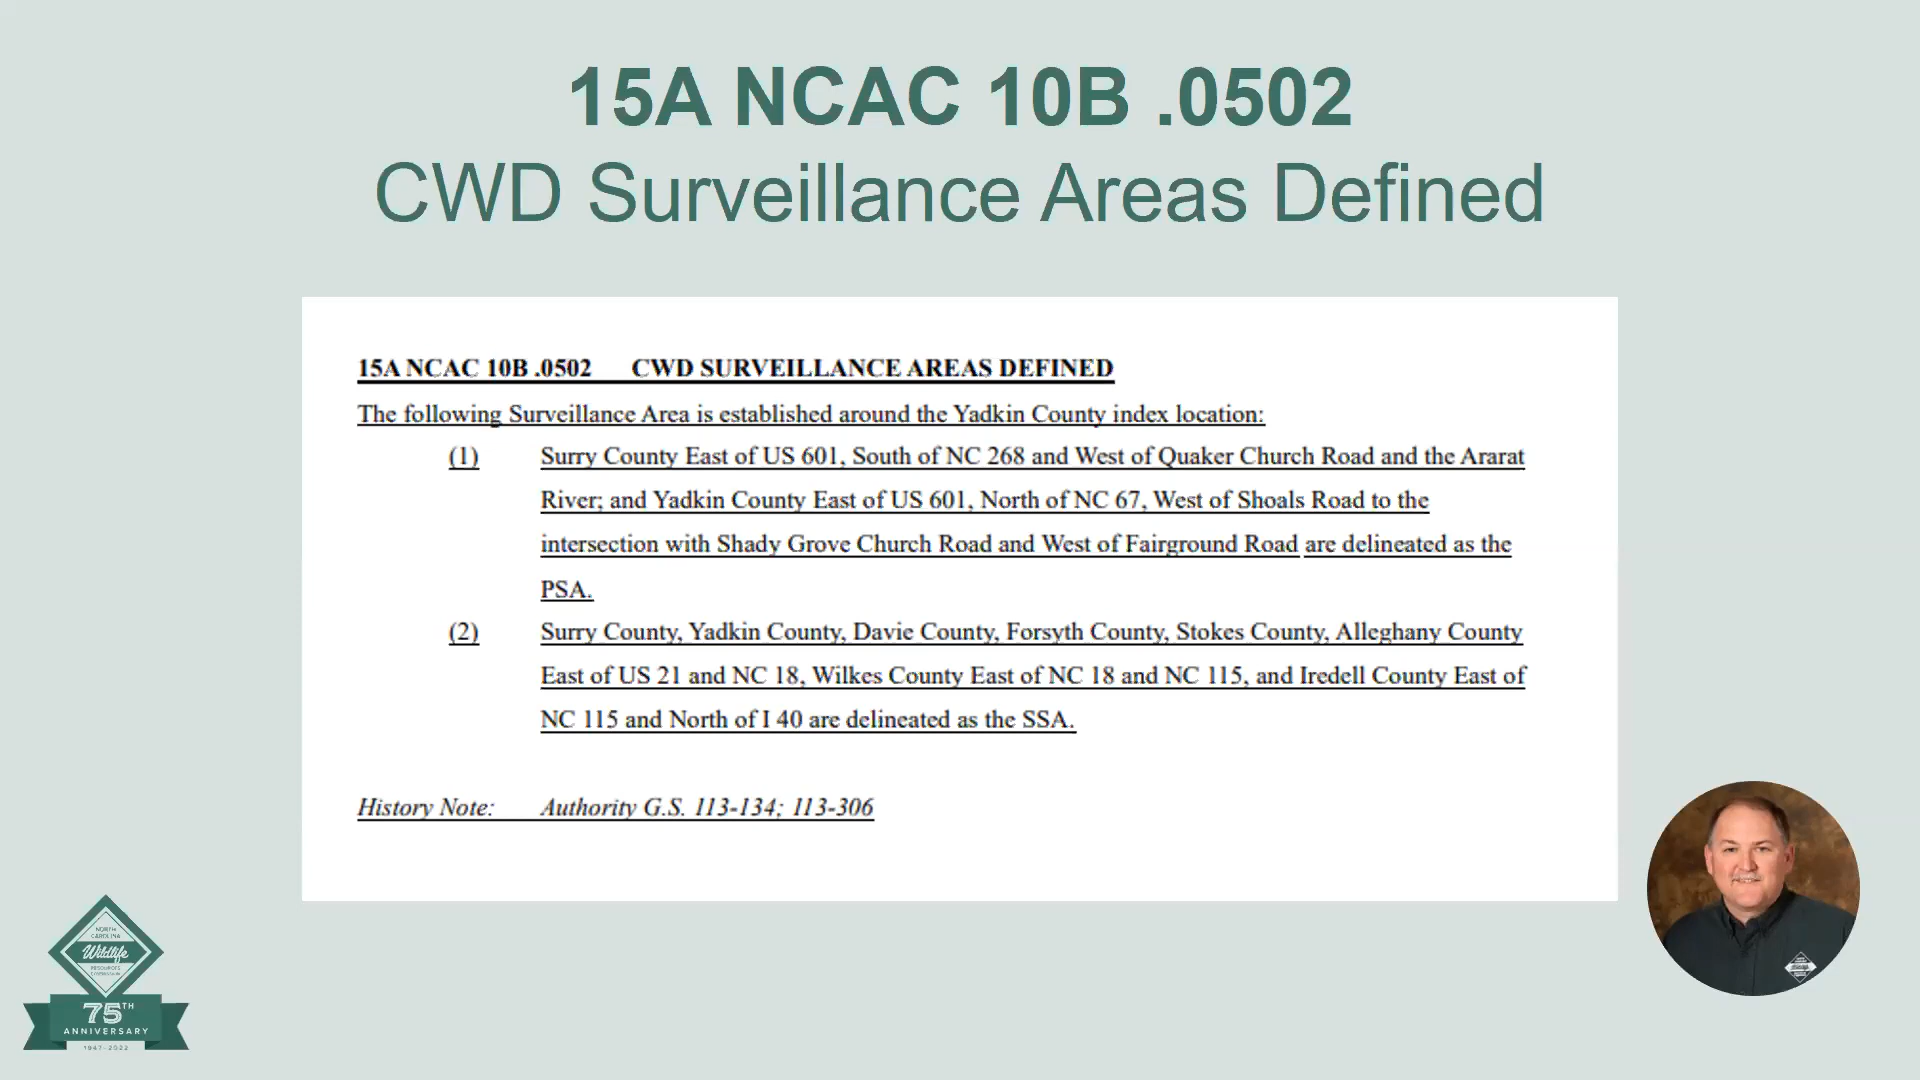 15A NCAC 10B .0502
CWD Surveillance Areas Defined
15A NCAC 10B .0502 CWD SURVEILLANCE AREAS DEFINED
The following Surveillance Area is established around the Yadkin County index location:
(1) Surry County East of US 601, South of NC 268 and West of Quaker Church Road and the Ararat
River; and Yadkin County East of US 601, North of NC 67, West of Shoals Road to the
intersection with Shady Grove Church Road and West of Fairground Road are delineated as the
PSA.
(2) Surry County, Yadkin County, Davie County, Forsyth County, Stokes County, Alleghany County
East of US 21 and NC 18, Wilkes County East of NC 18 and NC 115, and Iredell County East of
NC 115 and North of I 40 are delineated as the SSA.
History Note: Authority G.S. 113-134; 113-306
NORTH
CAROLINA
Wildlife
RESOURCES
COMMISSION
75TH
ANNIVERSARY
1947-2022